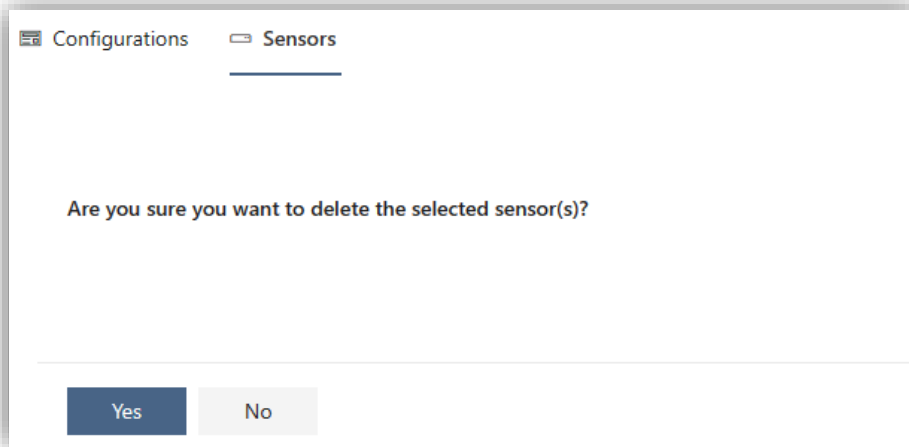 Configurations Sensors
Are you sure you want to delete the selected sensor(s)?
Yes No